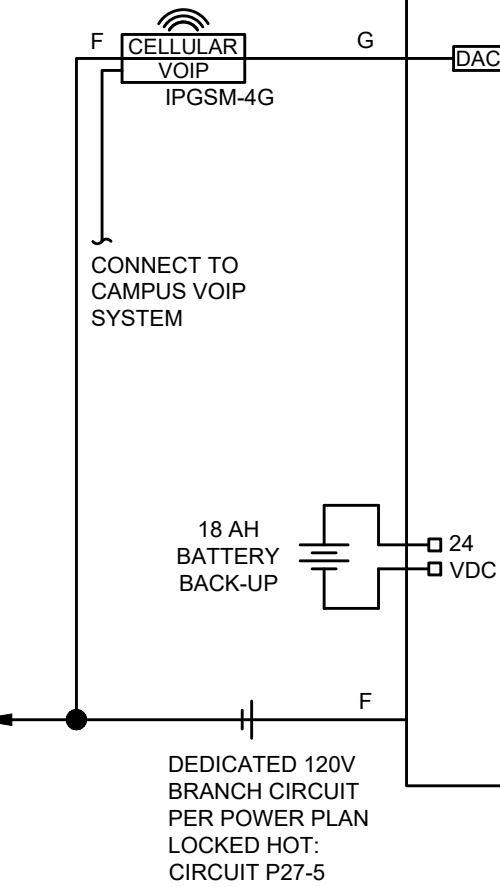 F
CELLULAR
VOIP
G
DAC
IPGSM-4G
CONNECT TO
CAMPUS VOIP
SYSTEM
18 AH
BATTERY
BACK-UP
24
VDC
F
DEDICATED 120V
BRANCH CIRCUIT
PER POWER PLAN
LOCKED HOT:
CIRCUIT P27-5